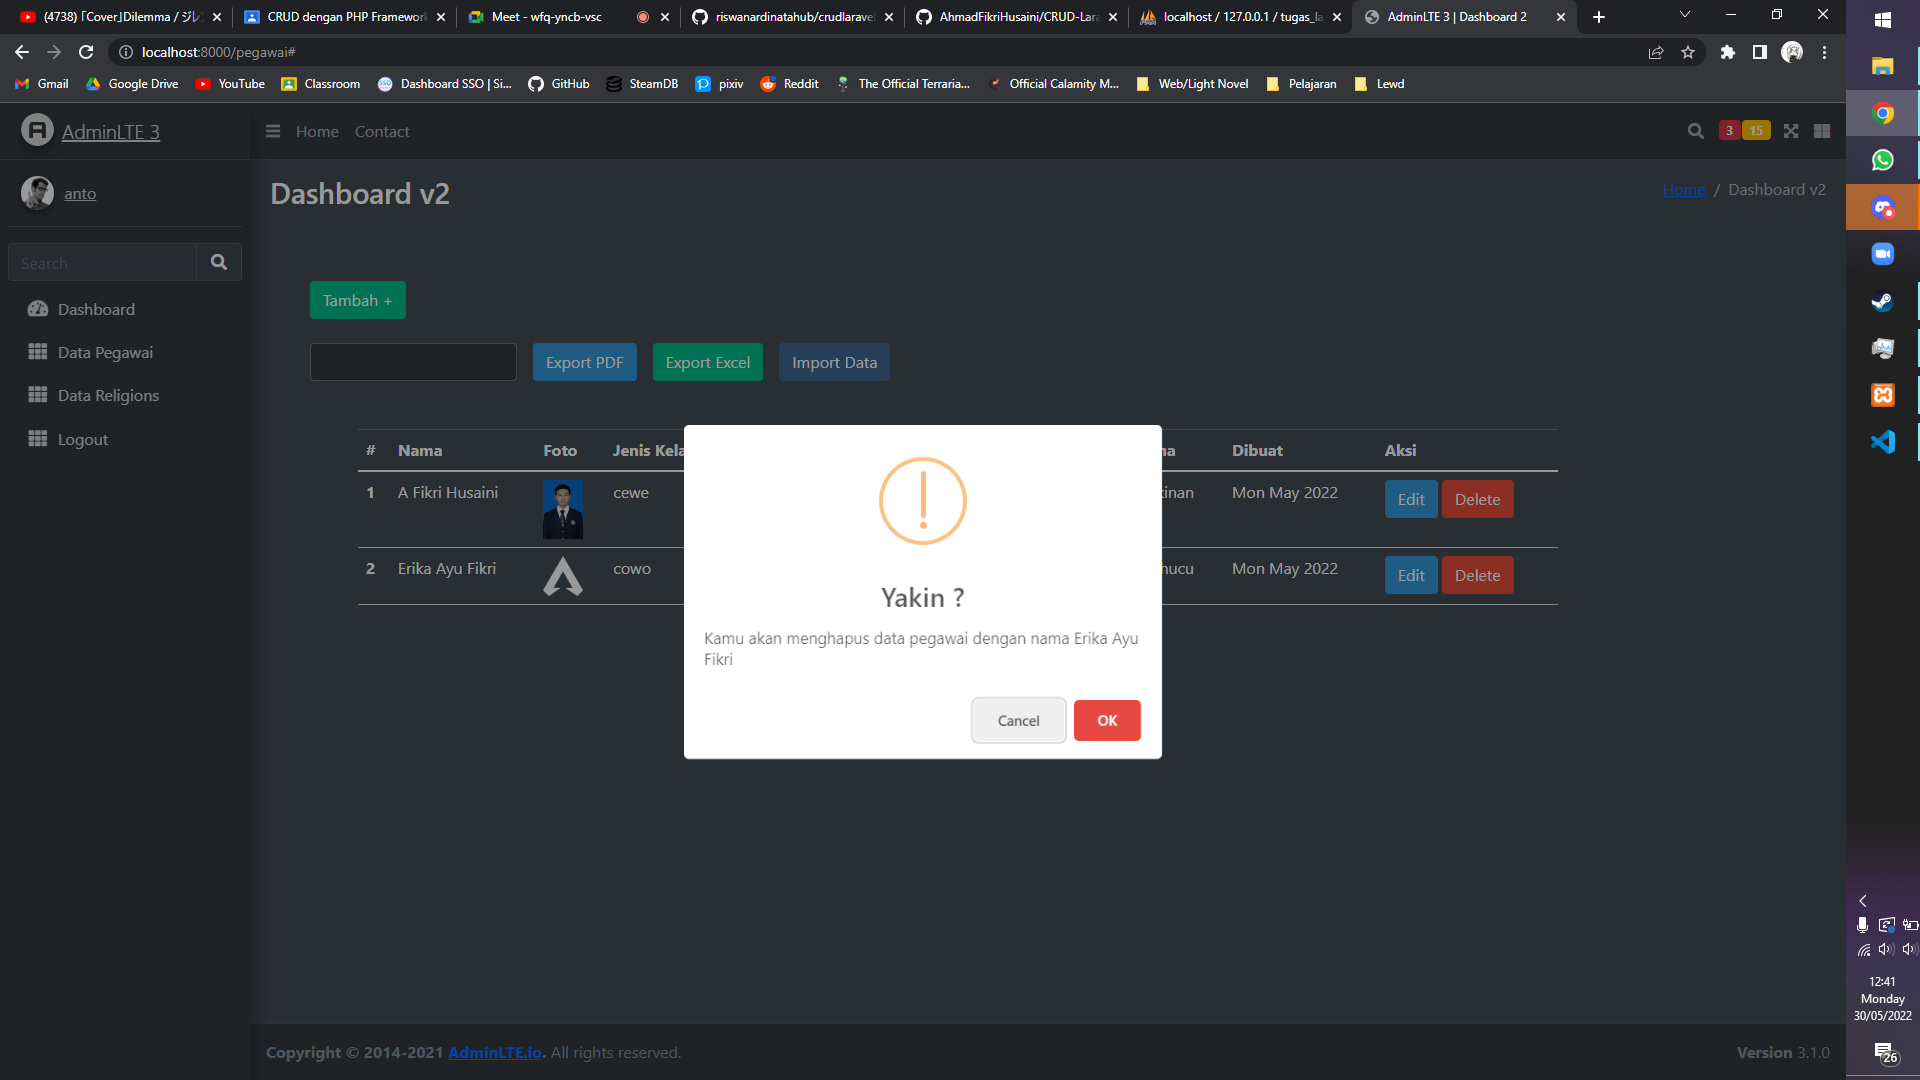 (4738) 「Cover」Dilemma / ジレン
CRUD dengan PHP Framework
Meet - wfq-yncb-vsc
riswanardinatahub/crudlaravel
AhmadFikriHusaini/CRUD-Lara
localhost / 127.0.0.1 / tugas_la
AdminLTE 3 | Dashboard 2
localhost:8000/pegawai#
Gmail
Google Drive
YouTube
Classroom
Dashboard SSO | Si...
GitHub
SteamDB
pixiv
Reddit
The Official Terraria...
Official Calamity M...
Web/Light Novel
Pelajaran
Lewd
AdminLTE 3
Home
Contact
3
15
anto
Dashboard v2
Home / Dashboard v2
Search
Dashboard
Data Pegawai
Data Religions
Logout
Tambah +
Export PDF
Export Excel
Import Data
# Nama Foto Jenis Kela na Dibuat Aksi
1 A Fikri Husaini cewe tinan Mon May 2022 Edit Delete
2 Erika Ayu Fikri cowo hucu Mon May 2022 Edit Delete
Yakin ?
Kamu akan menghapus data pegawai dengan nama Erika Ayu
Fikri
Cancel
OK
Copyright © 2014-2021 AdminLTE.io. All rights reserved.
Version 3.1.0
12:41
Monday
30/05/2022
26